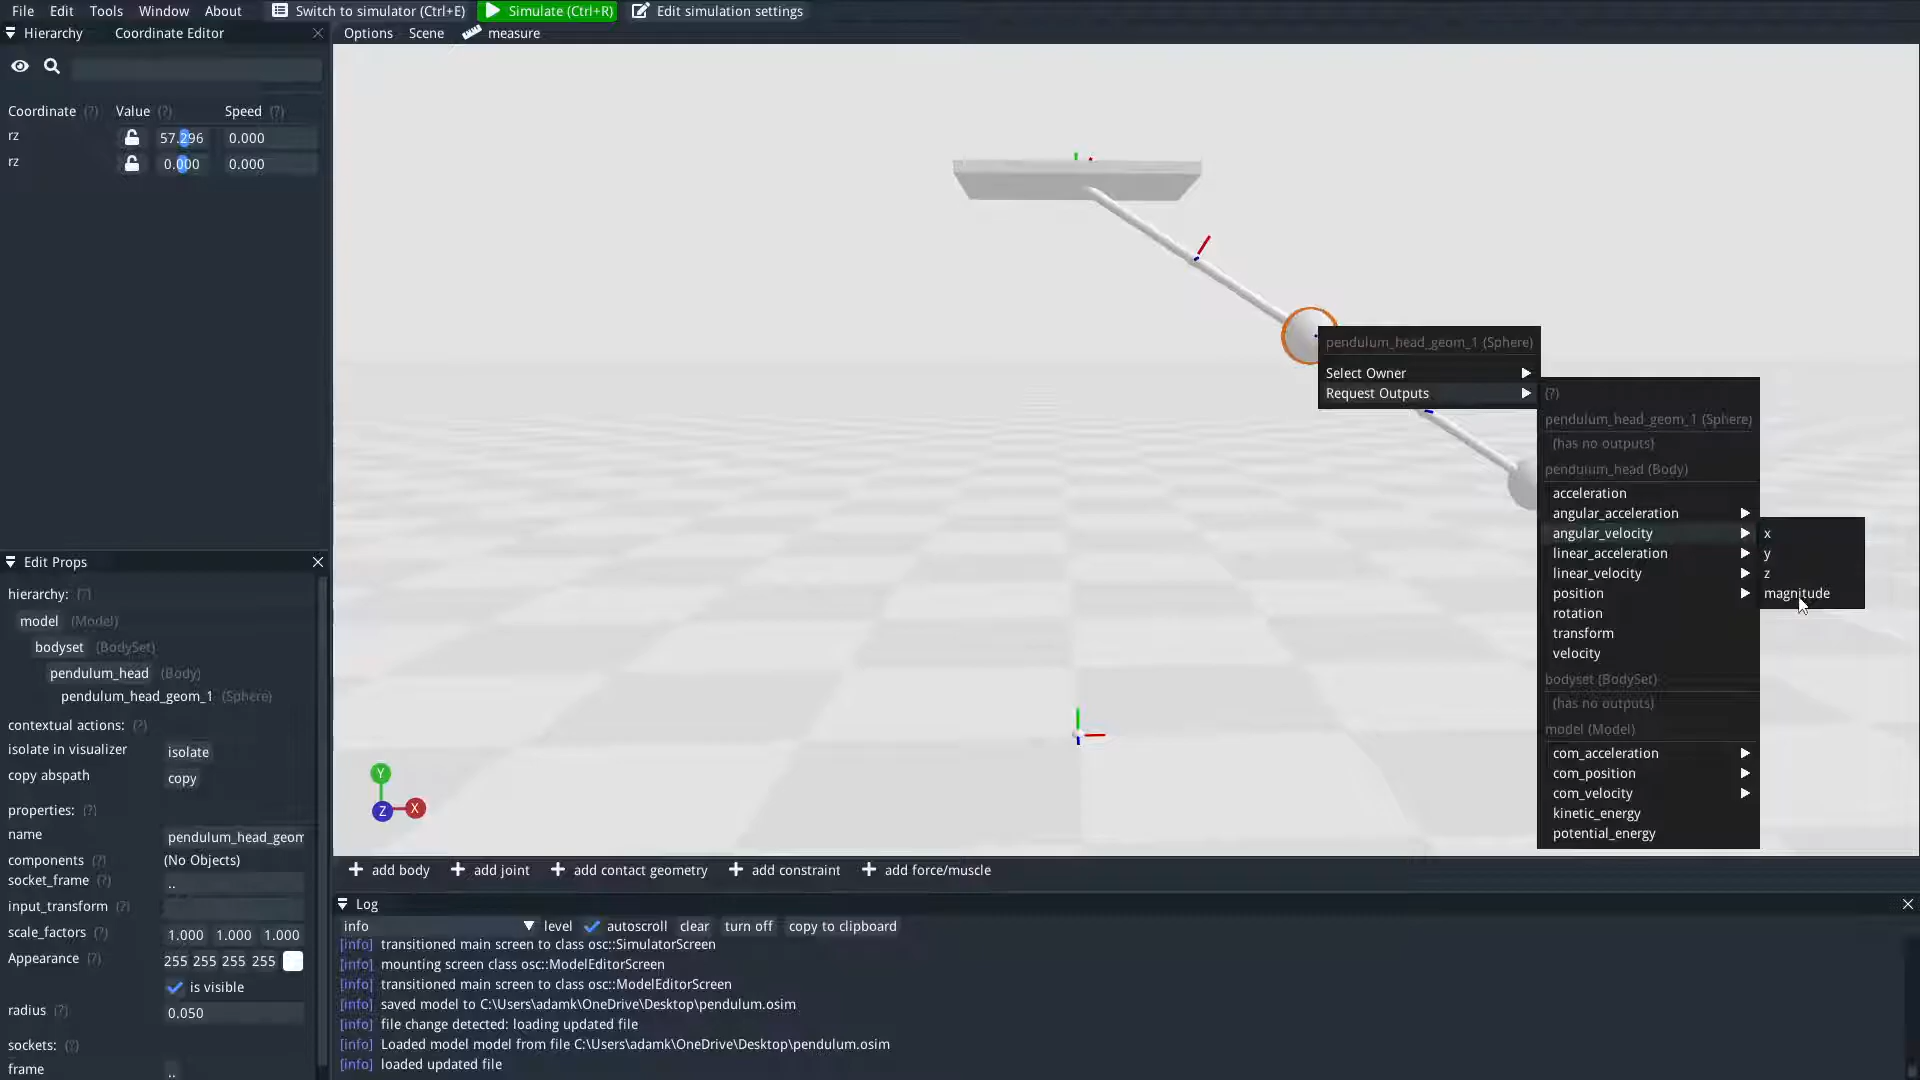 File Edit Tools Window About Switch to simulator (Ctrl+E) Simulate (Ctrl+R) Edit simulation settings
Hierarchy Coordinate Editor
Options Scene measure
Coordinate (?) Value (?) Speed (?)
rz 57.296 0.000
rz 0.000 0.000
Edit Props
hierarchy: (?)
model (Model)
bodyset (BodySet)
pendulum_head (Body)
pendulum_head_geom_1 (Sphere)
contextual actions: (?)
isolate in visualizer isolate
copy abspath copy
properties: (?)
name pendulum_head_geom
components (?) (No Objects)
socket_frame (?) ..
input_transform (?)
scale_factors (?) 1.000 1.000 1.000
Appearance (?) 255 255 255 255
is visible
radius (?) 0.050
sockets: (?)
frame ..
pendulum_head_geom_1 (Sphere)
Select Owner
Request Outputs
(?)
pendulum_head_geom_1 (Sphere)
(has no outputs)
pendulum_head (Body)
acceleration
angular_acceleration
angular_velocity
linear_acceleration
linear_velocity
position
rotation
transform
velocity
bodyset (BodySet)
(has no outputs)
model (Model)
com_acceleration
com_position
com_velocity
kinetic_energy
potential_energy
x
y
z
magnitude
Y
Z X
add body add joint add contact geometry add constraint add force/muscle
Log
info level autoscroll clear turn off copy to clipboard
[info] transitioned main screen to class osc::SimulatorScreen
[info] mounting screen class osc::ModelEditorScreen
[info] transitioned main screen to class osc::ModelEditorScreen
[info] saved model to C:\Users\adamk\OneDrive\Desktop\pendulum.osim
[info] file change detected: loading updated file
[info] Loaded model model from file C:\Users\adamk\OneDrive\Desktop\pendulum.osim
[info] loaded updated file